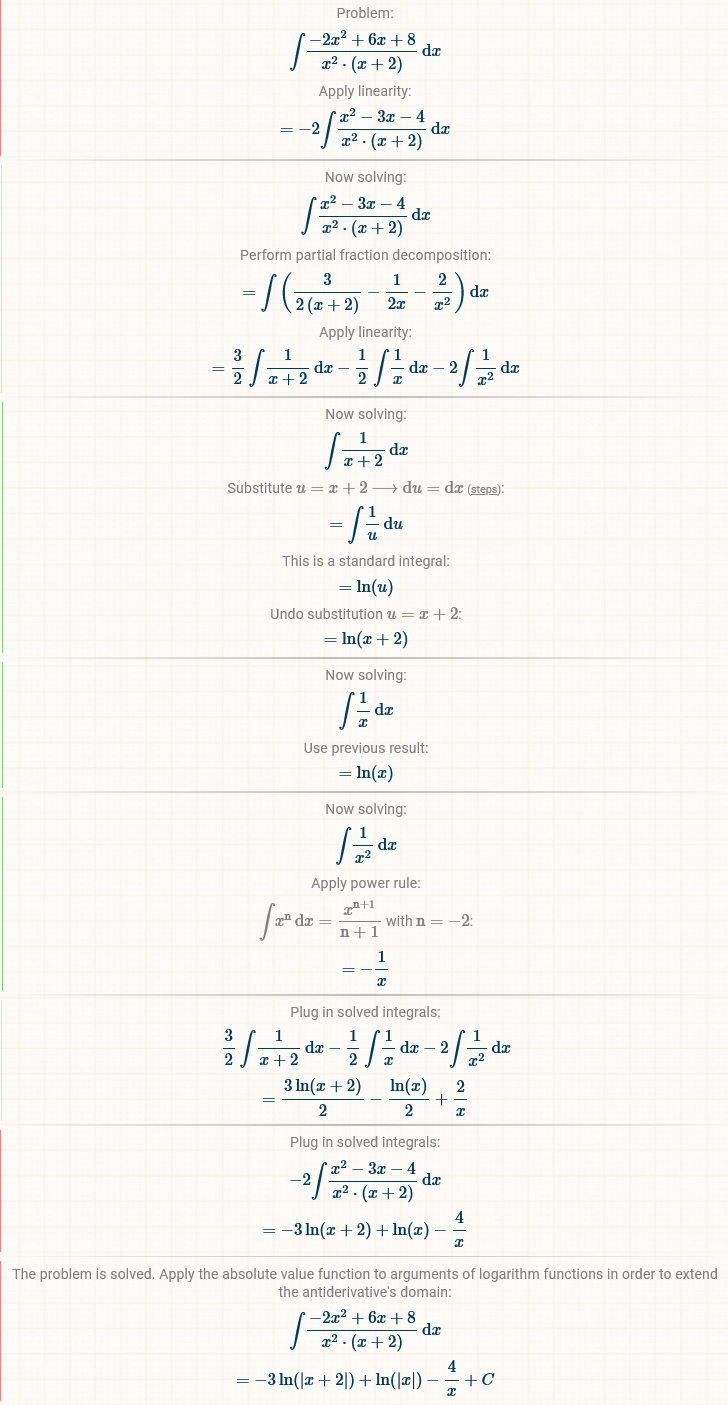 Problem:
∫ (−2x² + 6x + 8)/(x² · (x + 2)) dx
Apply linearity:
= −2 ∫ (x² − 3x − 4)/(x² · (x + 2)) dx
Now solving:
∫ (x² − 3x − 4)/(x² · (x + 2)) dx
Perform partial fraction decomposition:
= ∫ (3/(2 (x + 2)) − 1/(2x) − 2/x²) dx
Apply linearity:
= 3/2 ∫ 1/(x + 2) dx − 1/2 ∫ 1/x dx − 2 ∫ 1/x² dx
Now solving:
∫ 1/(x + 2) dx
Substitute u = x + 2 ⟶ du = dx (steps):
= ∫ 1/u du
This is a standard integral:
= ln(u)
Undo substitution u = x + 2:
= ln(x + 2)
Now solving:
∫ 1/x dx
Use previous result:
= ln(x)
Now solving:
∫ 1/x² dx
Apply power rule:
∫ xⁿ dx = xⁿ⁺¹/(n + 1) with n = −2:
= −1/x
Plug in solved integrals:
3/2 ∫ 1/(x + 2) dx − 1/2 ∫ 1/x dx − 2 ∫ 1/x² dx
= 3 ln(x + 2)/2 − ln(x)/2 + 2/x
Plug in solved integrals:
−2 ∫ (x² − 3x − 4)/(x² · (x + 2)) dx
= −3 ln(x + 2) + ln(x) − 4/x
The problem is solved. Apply the absolute value function to arguments of logarithm functions in order to extend
the antiderivative's domain:
∫ (−2x² + 6x + 8)/(x² · (x + 2)) dx
= −3 ln(|x + 2|) + ln(|x|) − 4/x + C